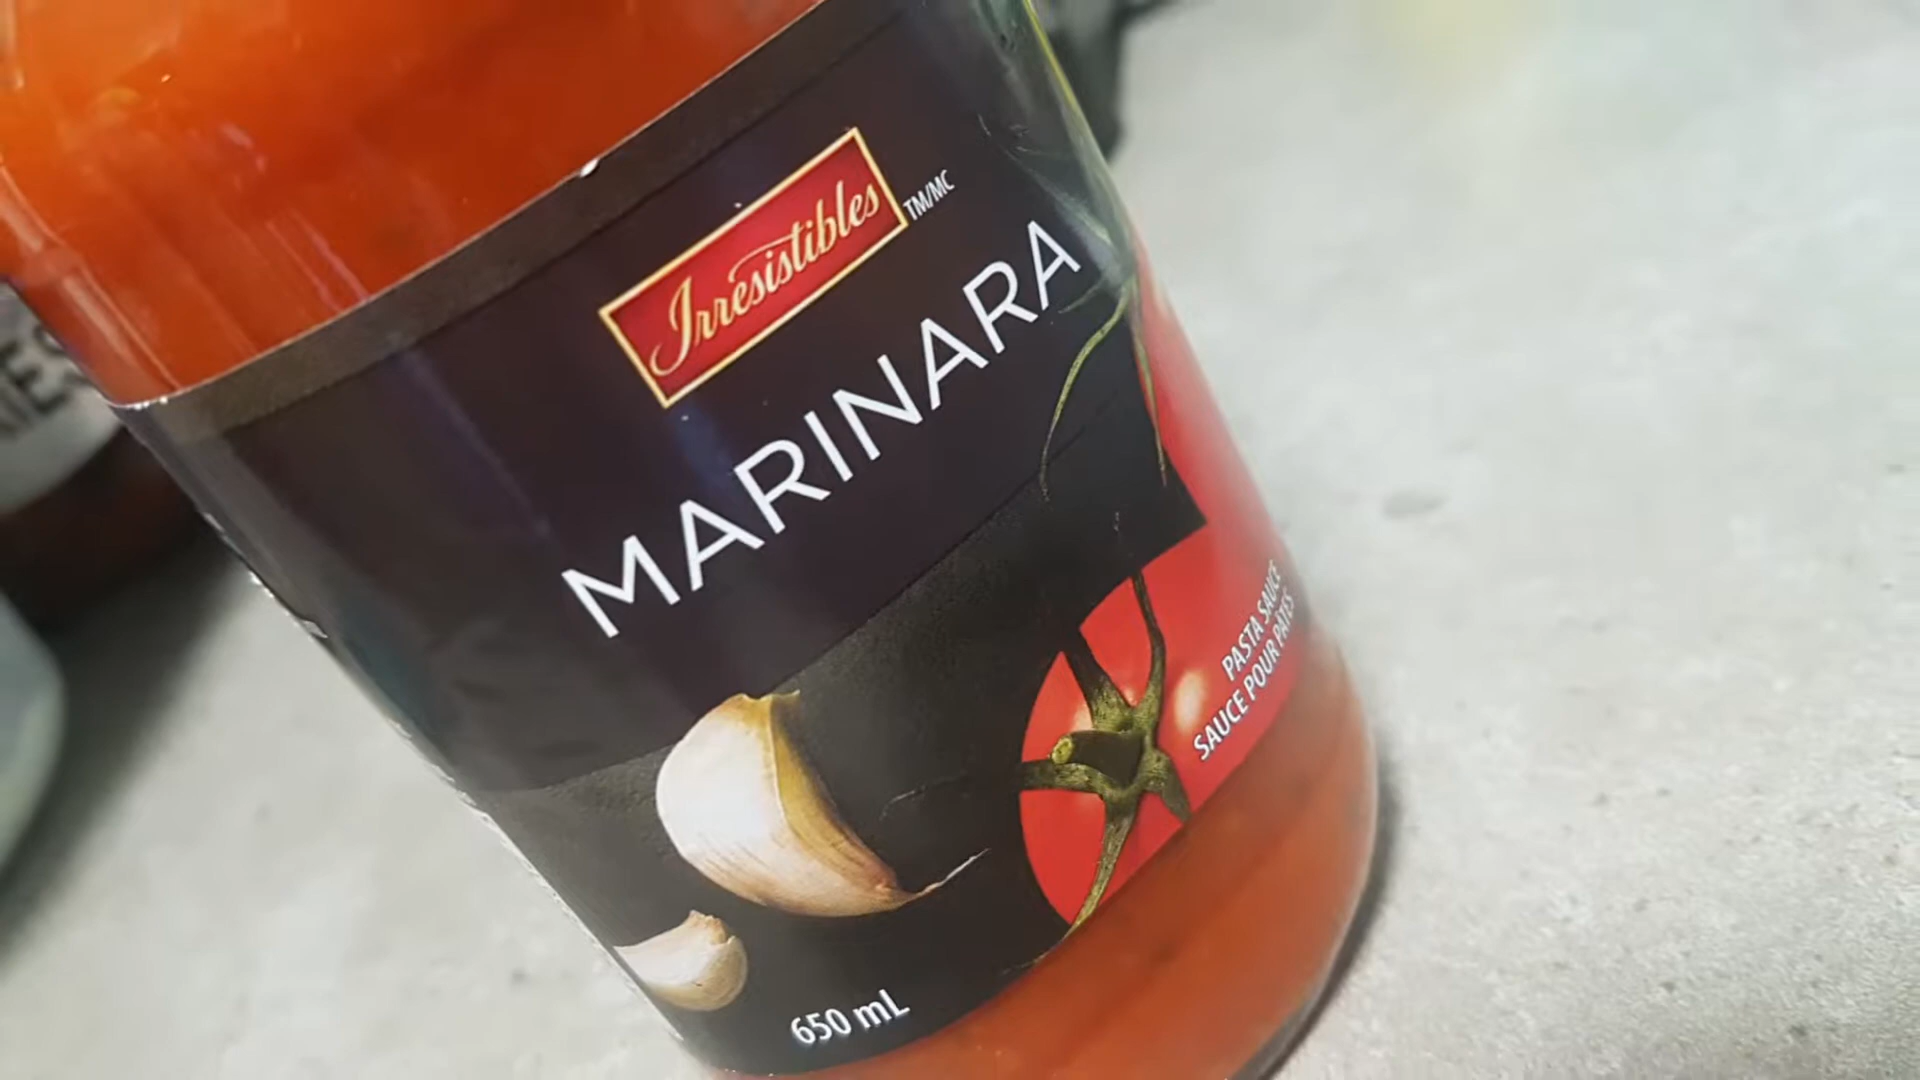 Irresistibles TM/MC
MARINARA
PASTA SAUCE
SAUCE POUR PÂTES
650 mL